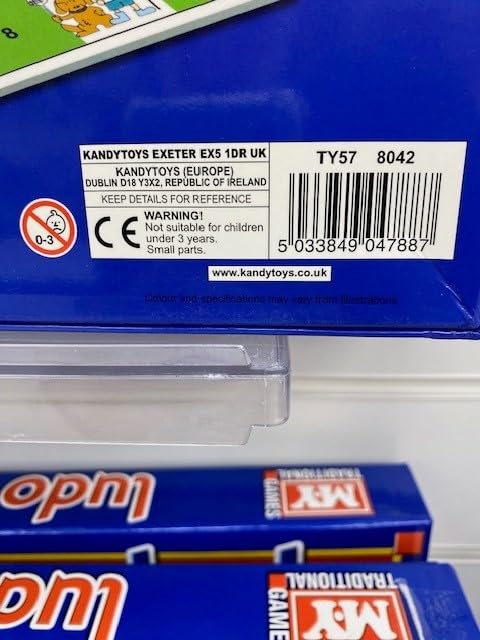 8
KANDYTOYS EXETER EX5 1DR UK
KANDYTOYS (EUROPE)
DUBLIN D18 Y3X2, REPUBLIC OF IRELAND
KEEP DETAILS FOR REFERENCE
0-3
CE
WARNING!
Not suitable for children
under 3 years.
Small parts.
TY57 8042
5 033849 047887
www.kandytoys.co.uk
Colour and specifications may vary from illustrations
ludo
M.Y
TRADITIONAL
GAMES
ludo
M.Y
TRADITIONAL
GAMES